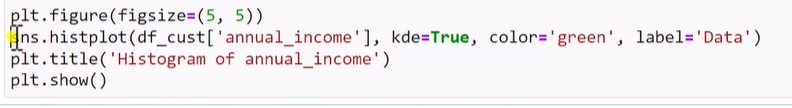 plt.figure(figsize=(5, 5))
sns.histplot(df_cust['annual_income'], kde=True, color='green', label='Data')
plt.title('Histogram of annual_income')
plt.show()